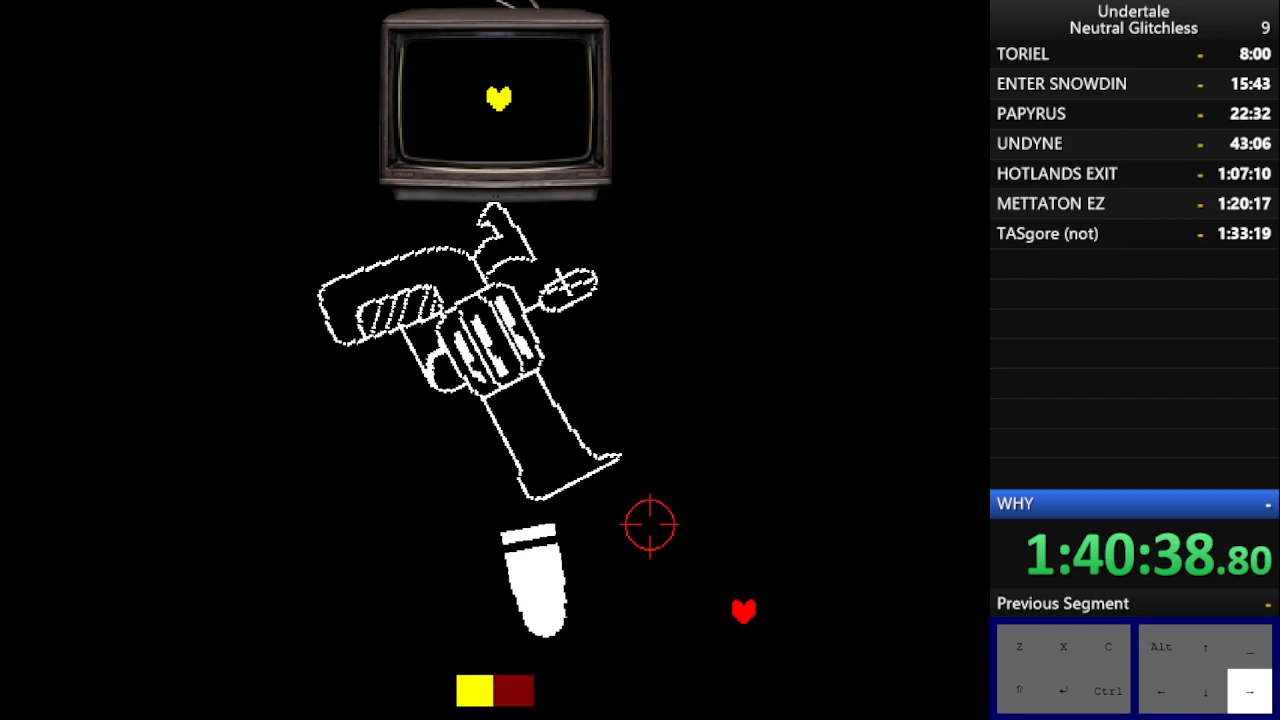 Undertale
Neutral Glitchless 9
TORIEL - 8:00
ENTER SNOWDIN - 15:43
PAPYRUS - 22:32
UNDYNE - 43:06
HOTLANDS EXIT - 1:07:10
METTATON EZ - 1:20:17
TASgore (not) - 1:33:19
WHY -
1:40:38.80
Previous Segment -
Z X C Alt ↑ _
⇧ ↵ Ctrl ← ↓ →